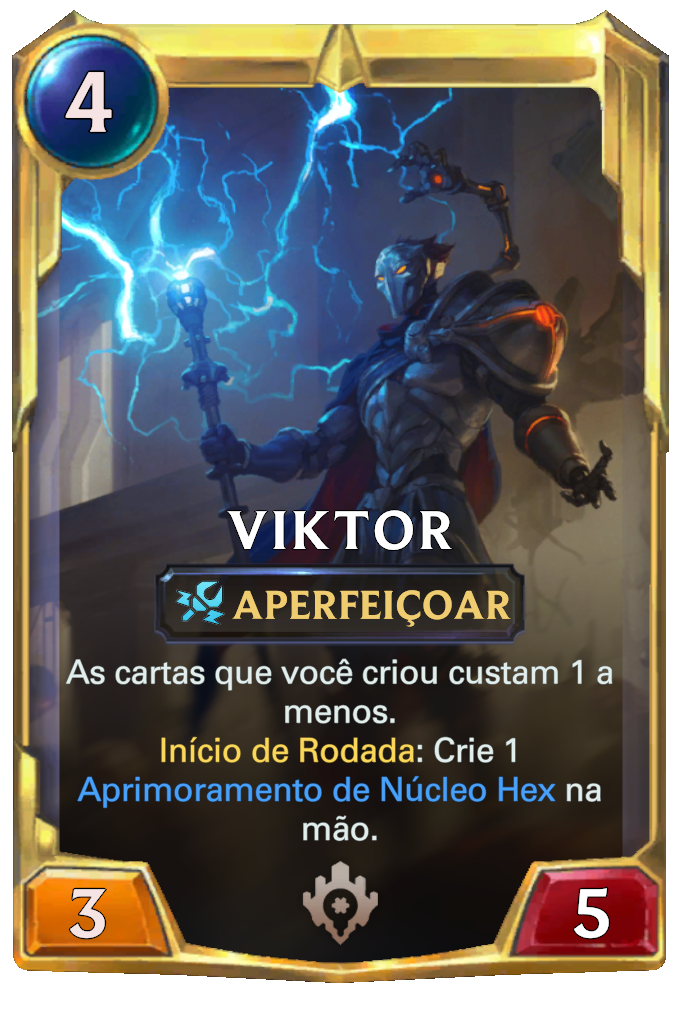 4
VIKTOR
APERFEIÇOAR
As cartas que você criou custam 1 a
menos.
Início de Rodada: Crie 1
Aprimoramento de Núcleo Hex na
mão.
3
5